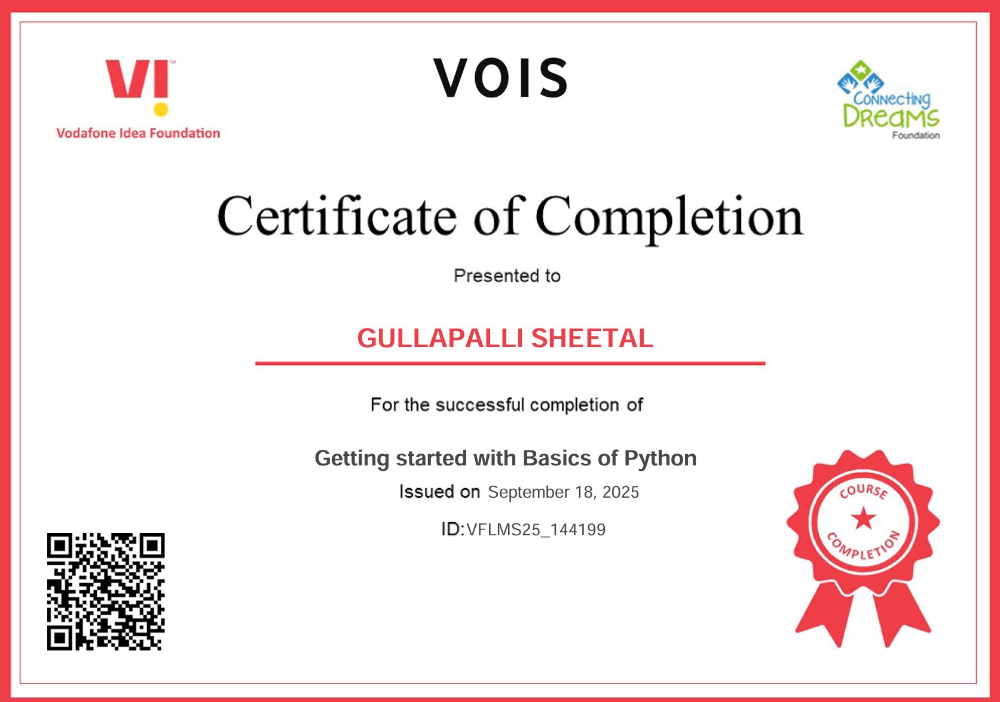 VI™
Vodafone Idea Foundation
VOIS
Connecting
Dreams
Foundation
Certificate of Completion
Presented to
GULLAPALLI SHEETAL
For the successful completion of
Getting started with Basics of Python
Issued on September 18, 2025
ID:VFLMS25_144199
COURSE
COMPLETION